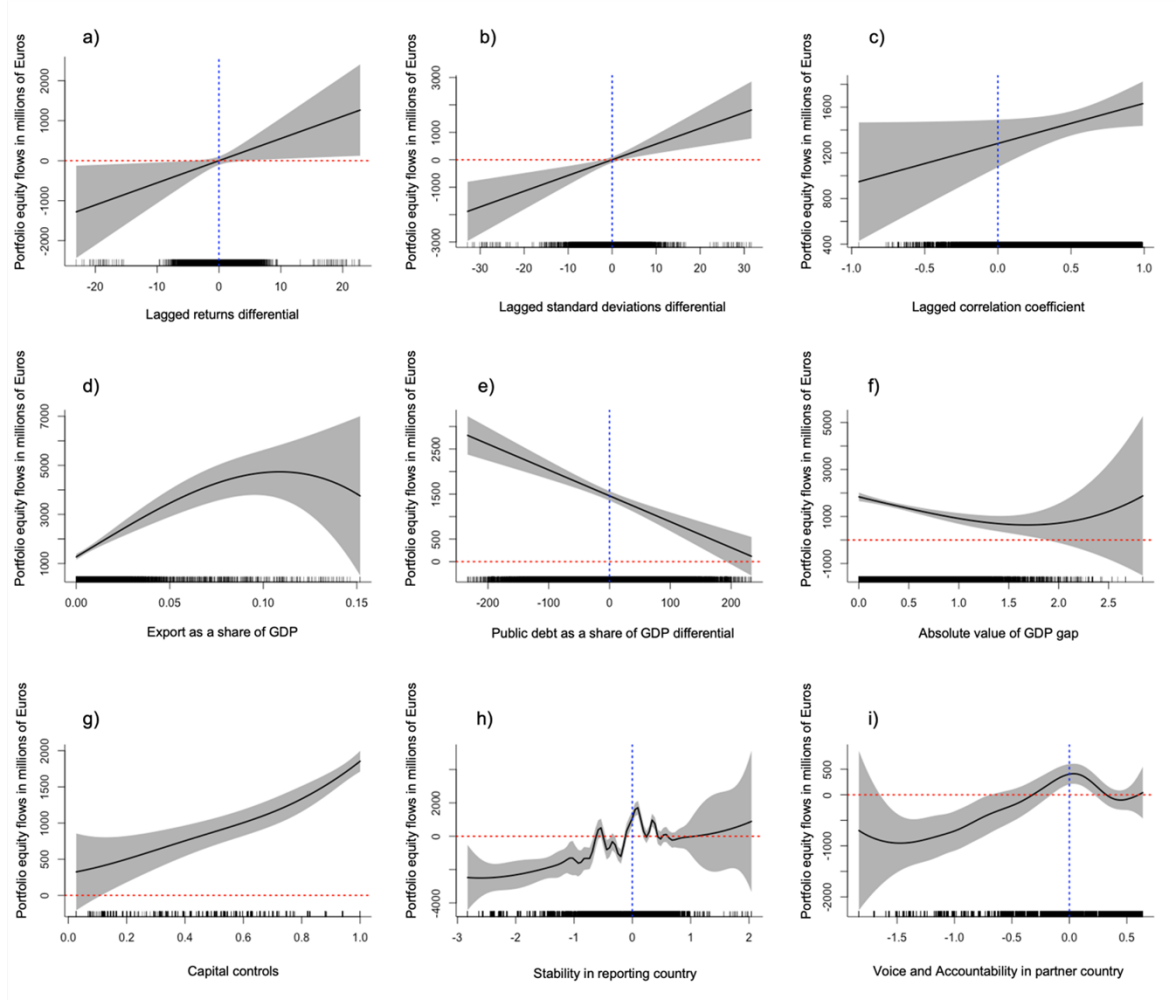 a)
Portfolio equity flows in millions of Euros
2000
1000
0
-1000
-2000
-20 -10 0 10 20
Lagged returns differential
b)
Portfolio equity flows in millions of Euros
3000
1000
0
-1000
-3000
-30 -20 -10 0 10 20 30
Lagged standard deviations differential
c)
Portfolio equity flows in millions of Euros
1600
1200
800
400
-1.0 -0.5 0.0 0.5 1.0
Lagged correlation coefficient
d)
Portfolio equity flows in millions of Euros
7000
5000
3000
1000
0.00 0.05 0.10 0.15
Export as a share of GDP
e)
Portfolio equity flows in millions of Euros
2500
1500
500
0
-200 -100 0 100 200
Public debt as a share of GDP differential
f)
Portfolio equity flows in millions of Euros
5000
3000
1000
-1000
0.0 0.5 1.0 1.5 2.0 2.5
Absolute value of GDP gap
g)
Portfolio equity flows in millions of Euros
2000
1500
1000
500
0
0.0 0.2 0.4 0.6 0.8 1.0
Capital controls
h)
Portfolio equity flows in millions of Euros
2000
0
-4000
-3 -2 -1 0 1 2
Stability in reporting country
i)
Portfolio equity flows in millions of Euros
500
0
-1000
-2000
-1.5 -1.0 -0.5 0.0 0.5
Voice and Accountability in partner country